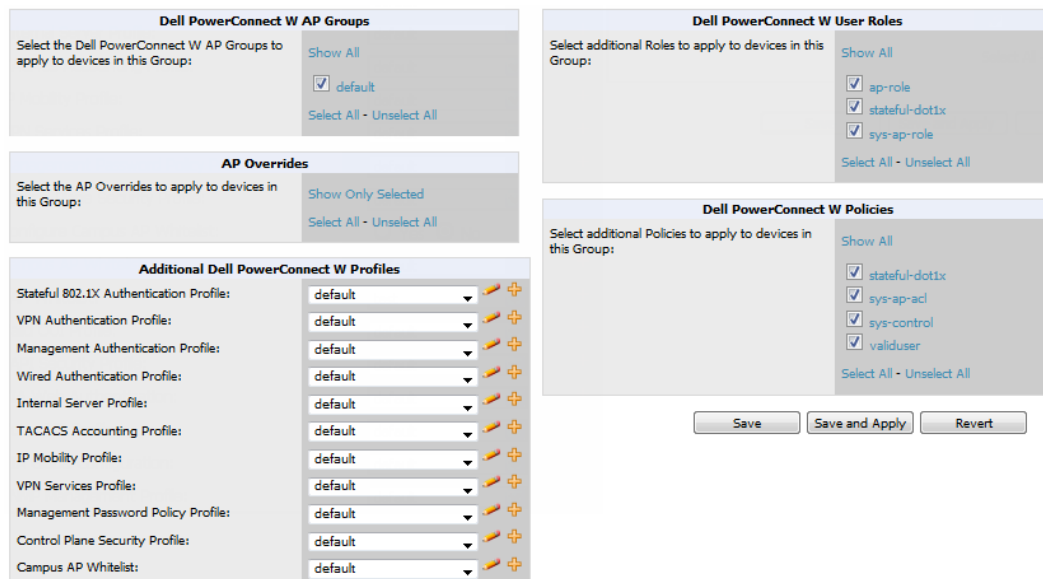 Dell PowerConnect W AP Groups
Select the Dell PowerConnect W AP Groups to
apply to devices in this Group:
Show All
default
Select All - Unselect All
AP Overrides
Select the AP Overrides to apply to devices in
this Group:
Show Only Selected
Select All - Unselect All
Additional Dell PowerConnect W Profiles
Stateful 802.1X Authentication Profile: default
VPN Authentication Profile: default
Management Authentication Profile: default
Wired Authentication Profile: default
Internal Server Profile: default
TACACS Accounting Profile: default
IP Mobility Profile: default
VPN Services Profile: default
Management Password Policy Profile: default
Control Plane Security Profile: default
Campus AP Whitelist: default
Dell PowerConnect W User Roles
Select additional Roles to apply to devices in this
Group:
Show All
ap-role
stateful-dot1x
sys-ap-role
Select All - Unselect All
Dell PowerConnect W Policies
Select additional Policies to apply to devices in
this Group:
Show All
stateful-dot1x
sys-ap-acl
sys-control
validuser
Select All - Unselect All
Save Save and Apply Revert